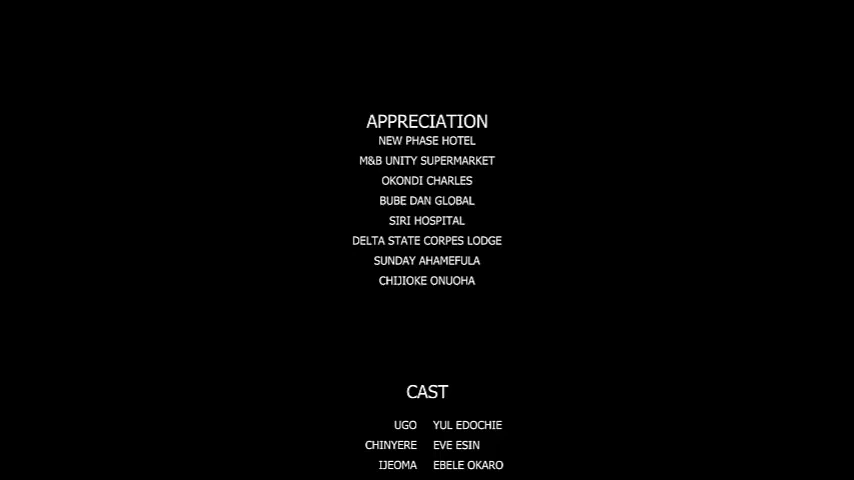 APPRECIATION
NEW PHASE HOTEL
M&B UNITY SUPERMARKET
OKONDI CHARLES
BUBE DAN GLOBAL
SIRI HOSPITAL
DELTA STATE CORPES LODGE
SUNDAY AHAMEFULA
CHIJIOKE ONUOHA
CAST
UGO YUL EDOCHIE
CHINYERE EVE ESIN
IJEOMA EBELE OKARO